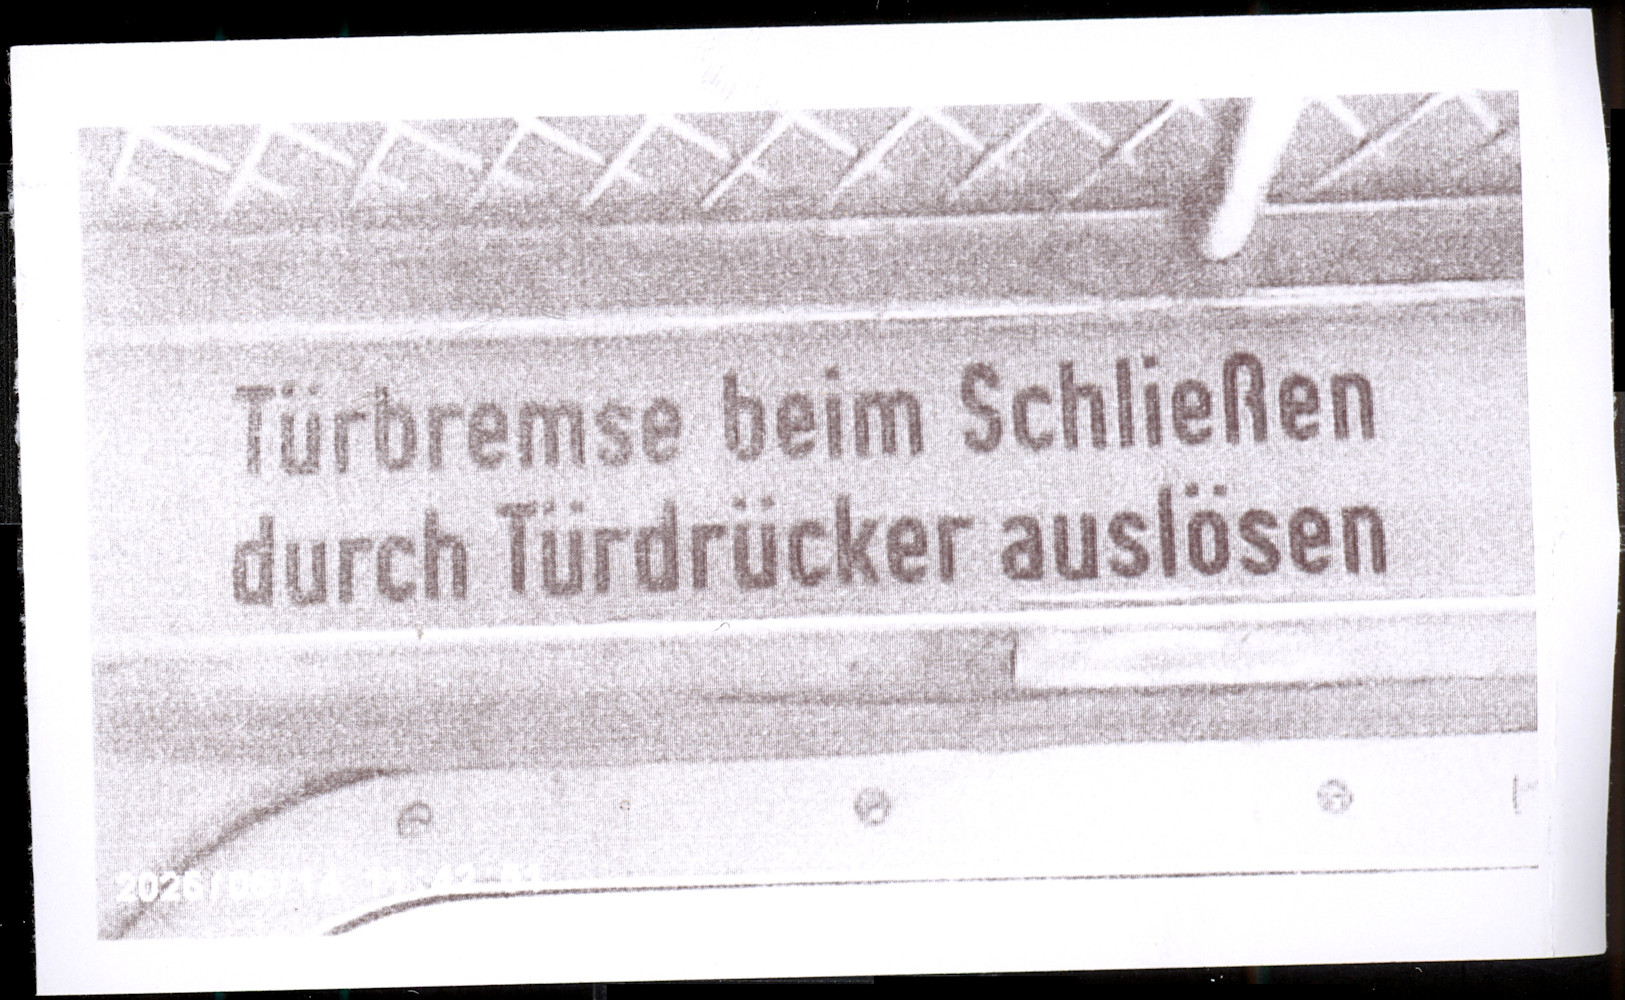 Türbremse beim Schließen
durch Türdrücker auslösen